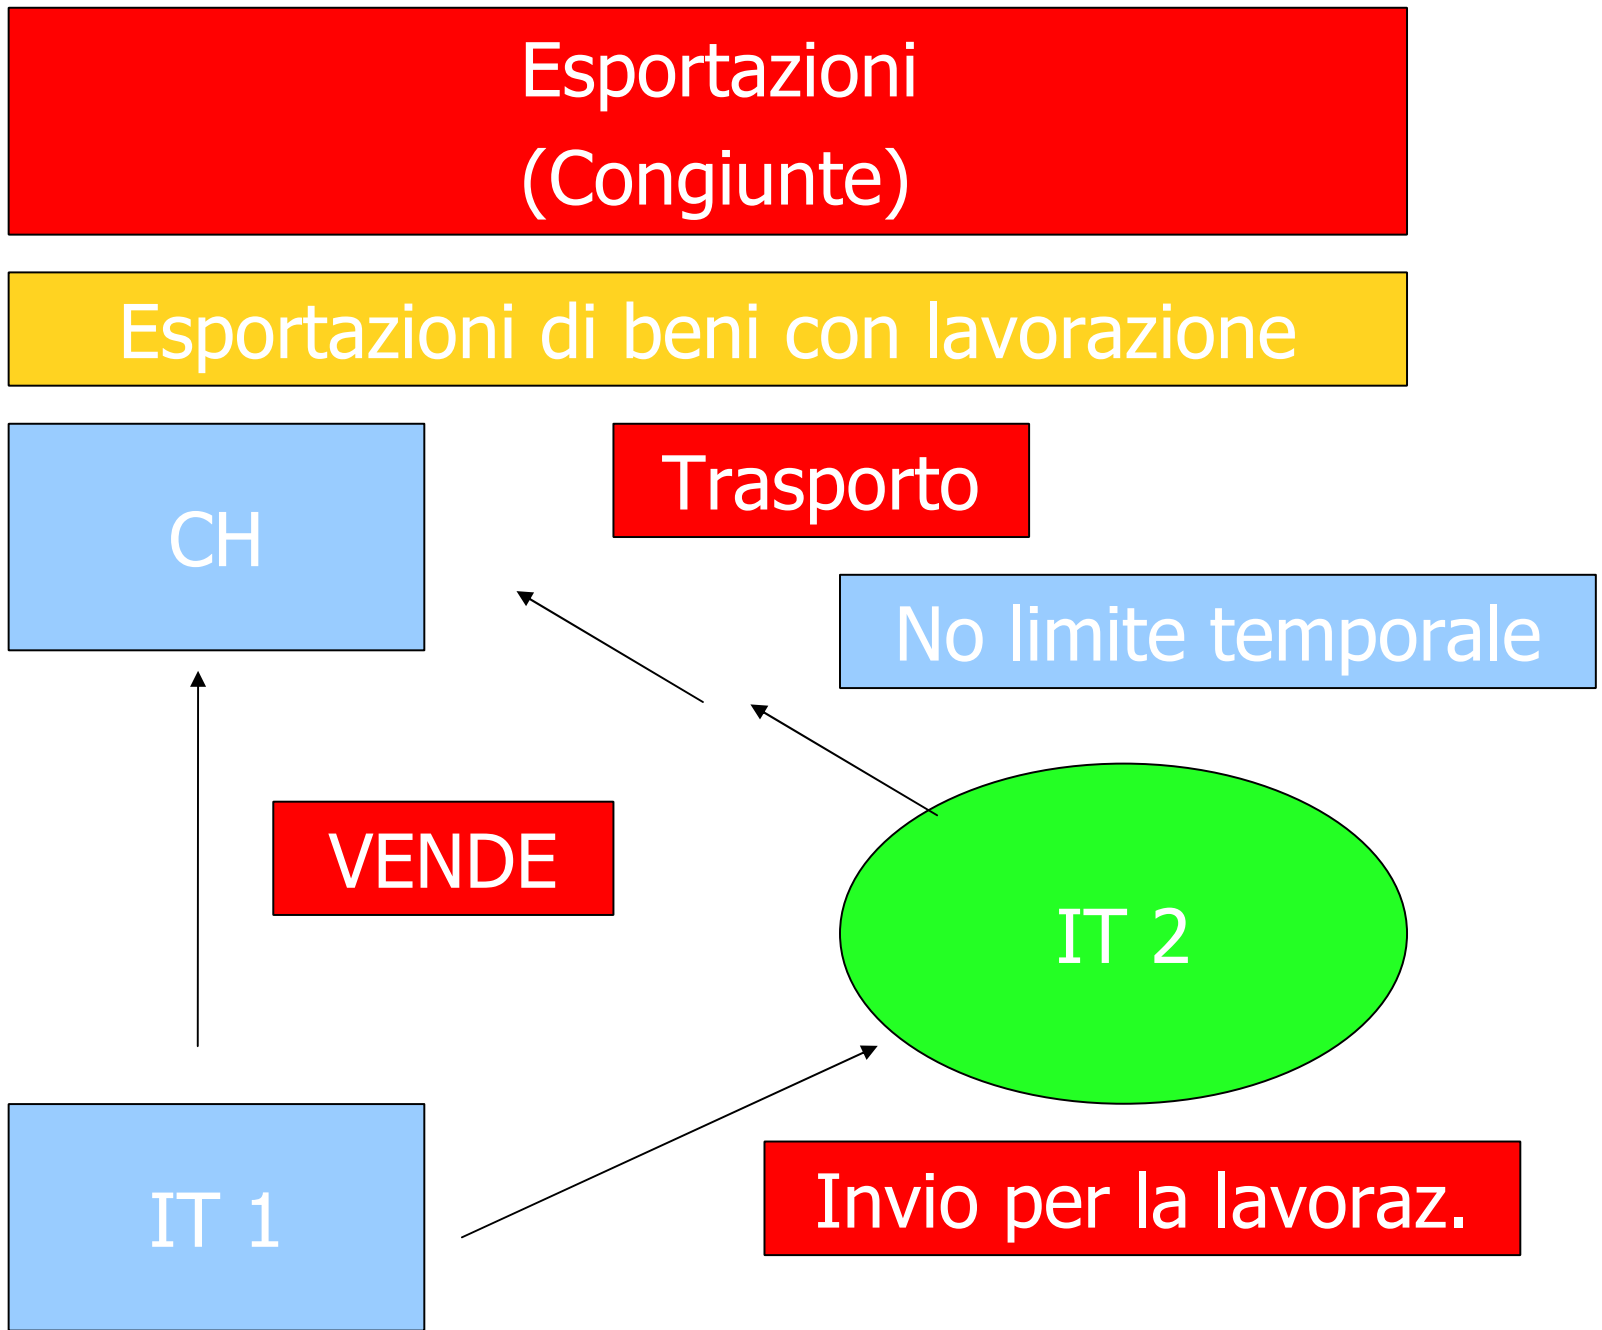 Esportazioni
(Congiunte)
Esportazioni di beni con lavorazione
CH
Trasporto
No limite temporale
VENDE
IT 2
IT 1
Invio per la lavoraz.